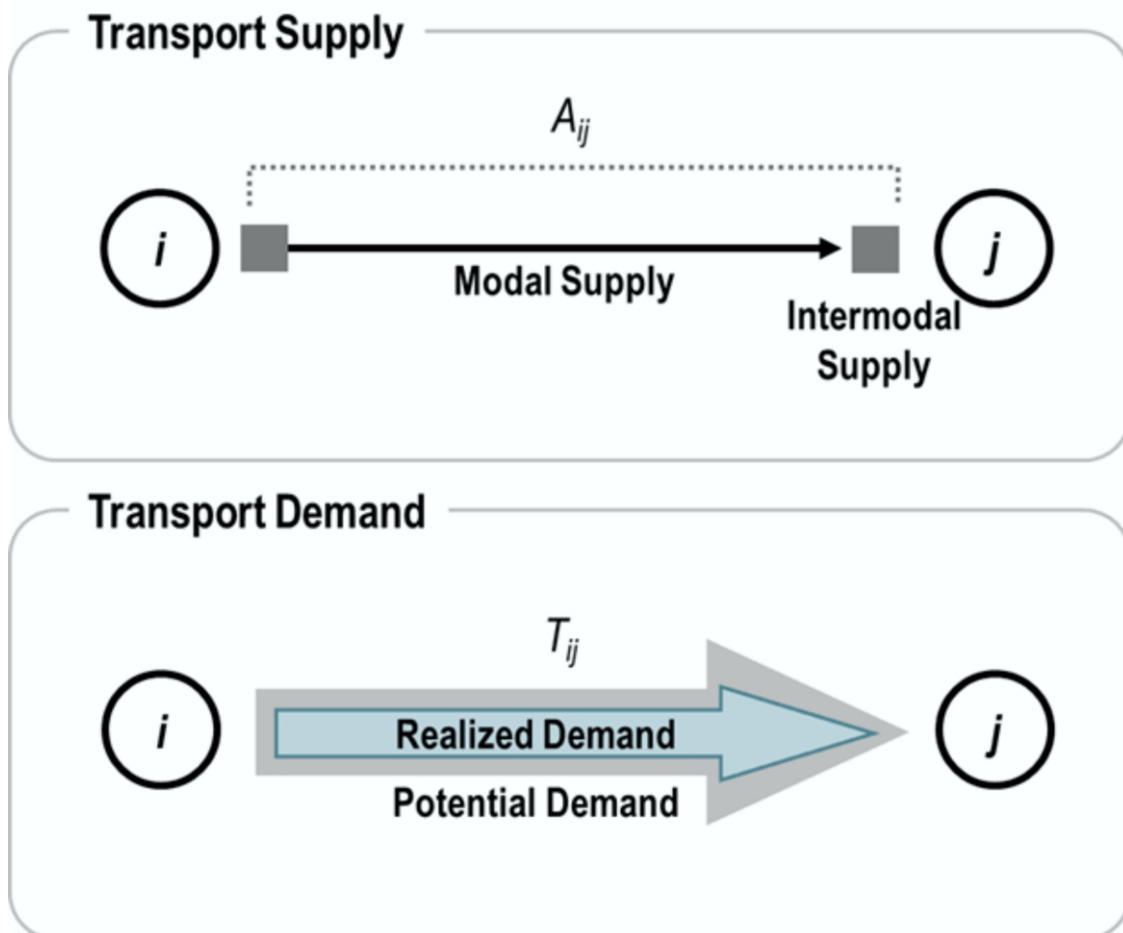 Transport Supply
Aij
i
j
Modal Supply
Intermodal
Supply
Transport Demand
Tij
i
Realized Demand
j
Potential Demand